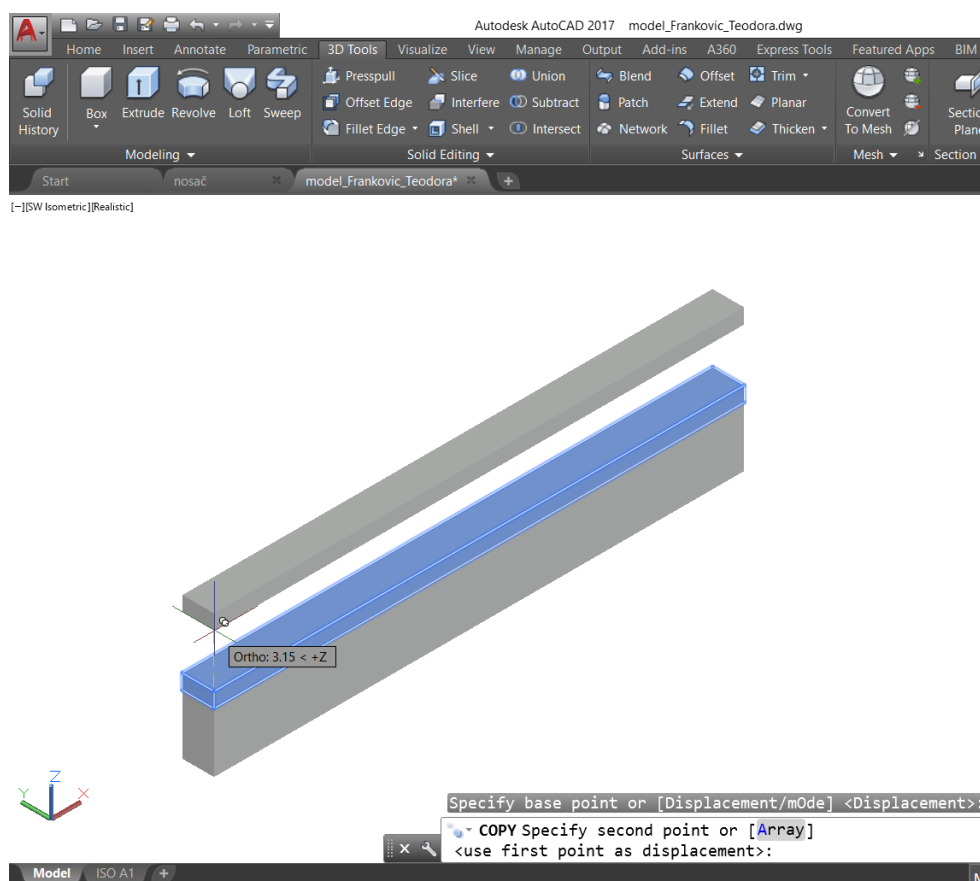 Autodesk AutoCAD 2017 model_Frankovic_Teodora.dwg
Home Insert Annotate Parametric 3D Tools Visualize View Manage Output Add-ins A360 Express Tools Featured Apps BIM
Presspull Slice Union Blend Offset Trim
Solid History Box Extrude Revolve Loft Sweep Offset Edge Interfere Subtract Patch Extend Planar Convert To Mesh
Fillet Edge Shell Intersect Network Fillet Thicken
Modeling Solid Editing Surfaces Mesh Section
Start nosač model_Frankovic_Teodora*
[−][SW Isometric][Realistic]
Ortho: 3.15 < +Z
Z
Y X
Specify base point or [Displacement/mOde] <Displacement>:
COPY Specify second point or [Array]
<use first point as displacement>:
Model ISO A1